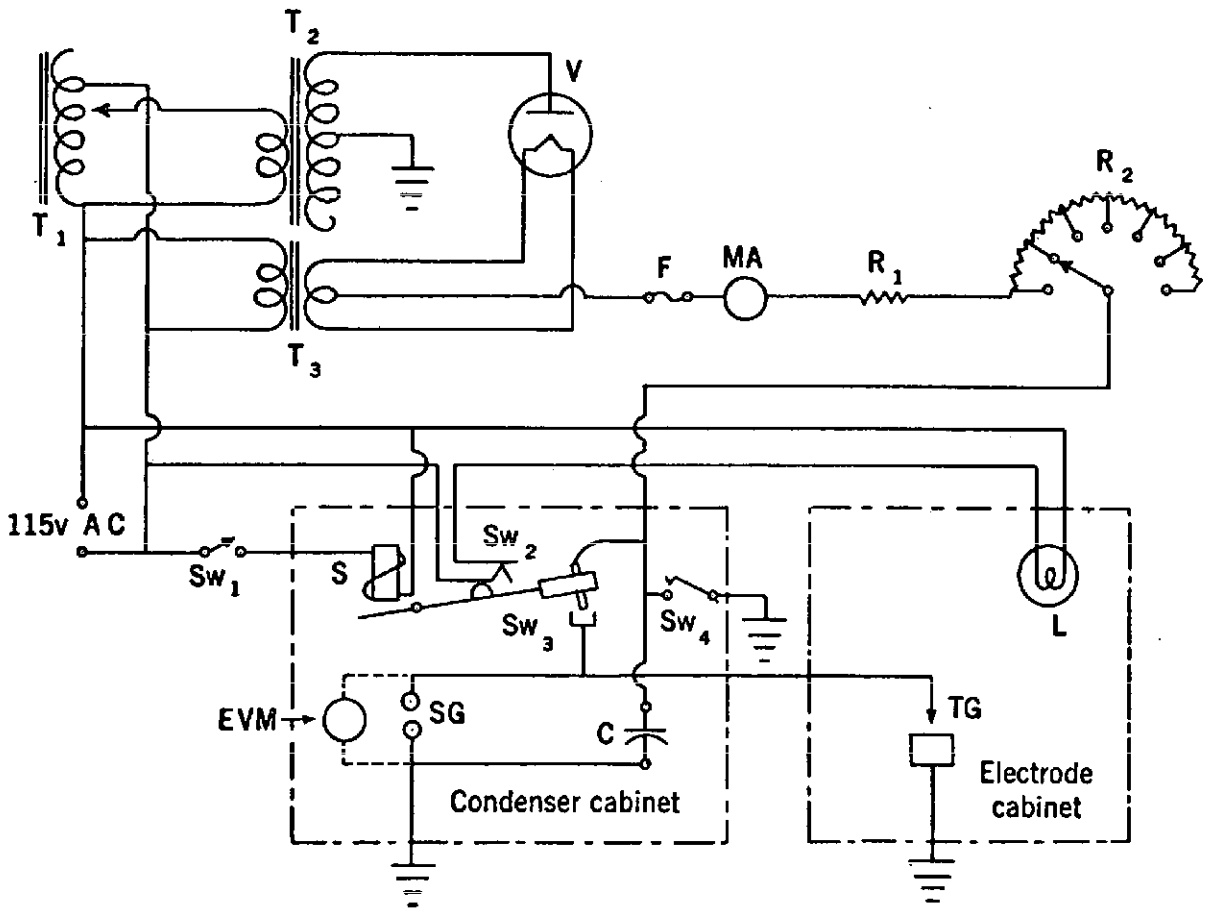 T2
V
T1
R2
F
MA
R1
T3
115v AC
Sw1
S
Sw2
Sw3
Sw4
L
EVM
SG
C
TG
Condenser cabinet
Electrode
cabinet